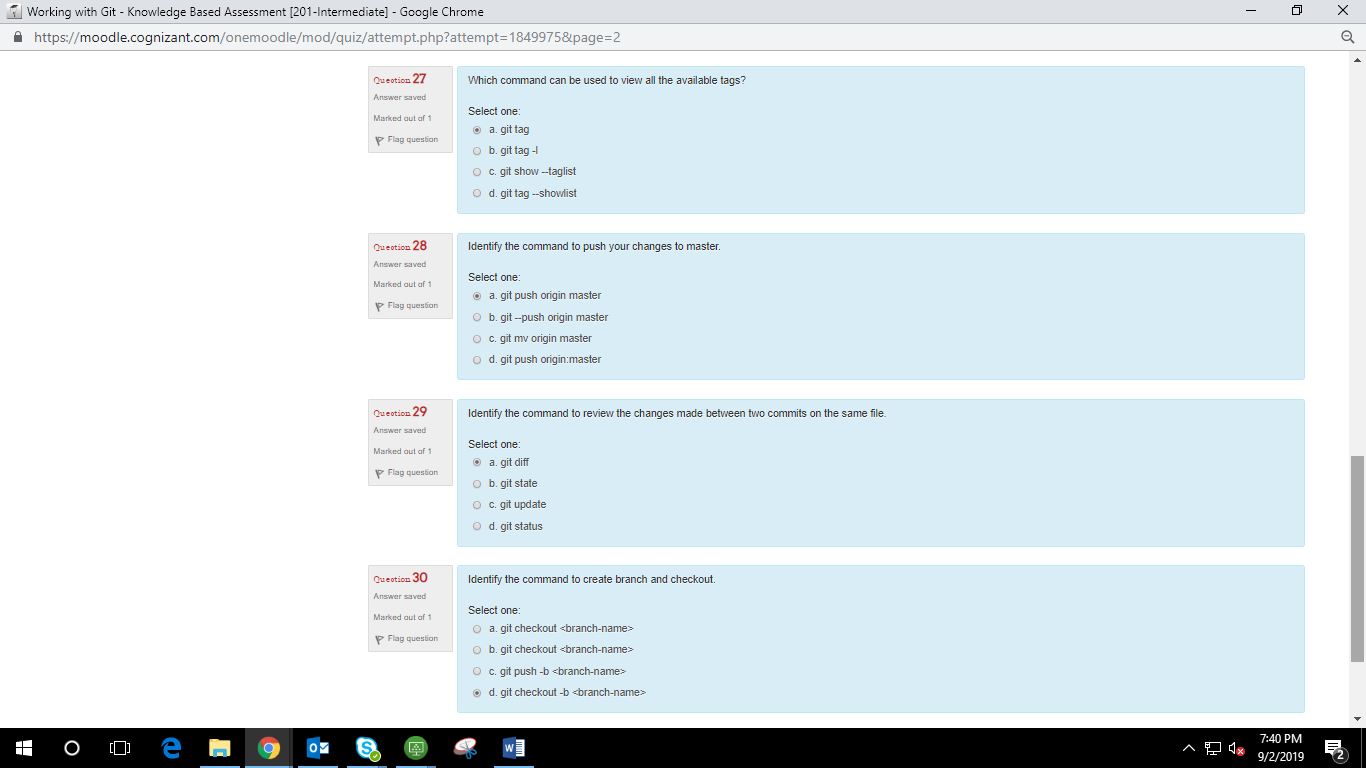 Working with Git - Knowledge Based Assessment [201-Intermediate] - Google Chrome
https://moodle.cognizant.com/onemoodle/mod/quiz/attempt.php?attempt=1849975&page=2
Question 27
Answer saved
Marked out of 1
Flag question
Which command can be used to view all the available tags?
Select one:
a. git tag
b. git tag -l
c. git show --taglist
d. git tag --showlist
Question 28
Answer saved
Marked out of 1
Flag question
Identify the command to push your changes to master.
Select one:
a. git push origin master
b. git --push origin master
c. git mv origin master
d. git push origin:master
Question 29
Answer saved
Marked out of 1
Flag question
Identify the command to review the changes made between two commits on the same file.
Select one:
a. git diff
b. git state
c. git update
d. git status
Question 30
Answer saved
Marked out of 1
Flag question
Identify the command to create branch and checkout.
Select one:
a. git checkout <branch-name>
b. git checkout <branch-name>
c. git push -b <branch-name>
d. git checkout -b <branch-name>
7:40 PM
9/2/2019
2